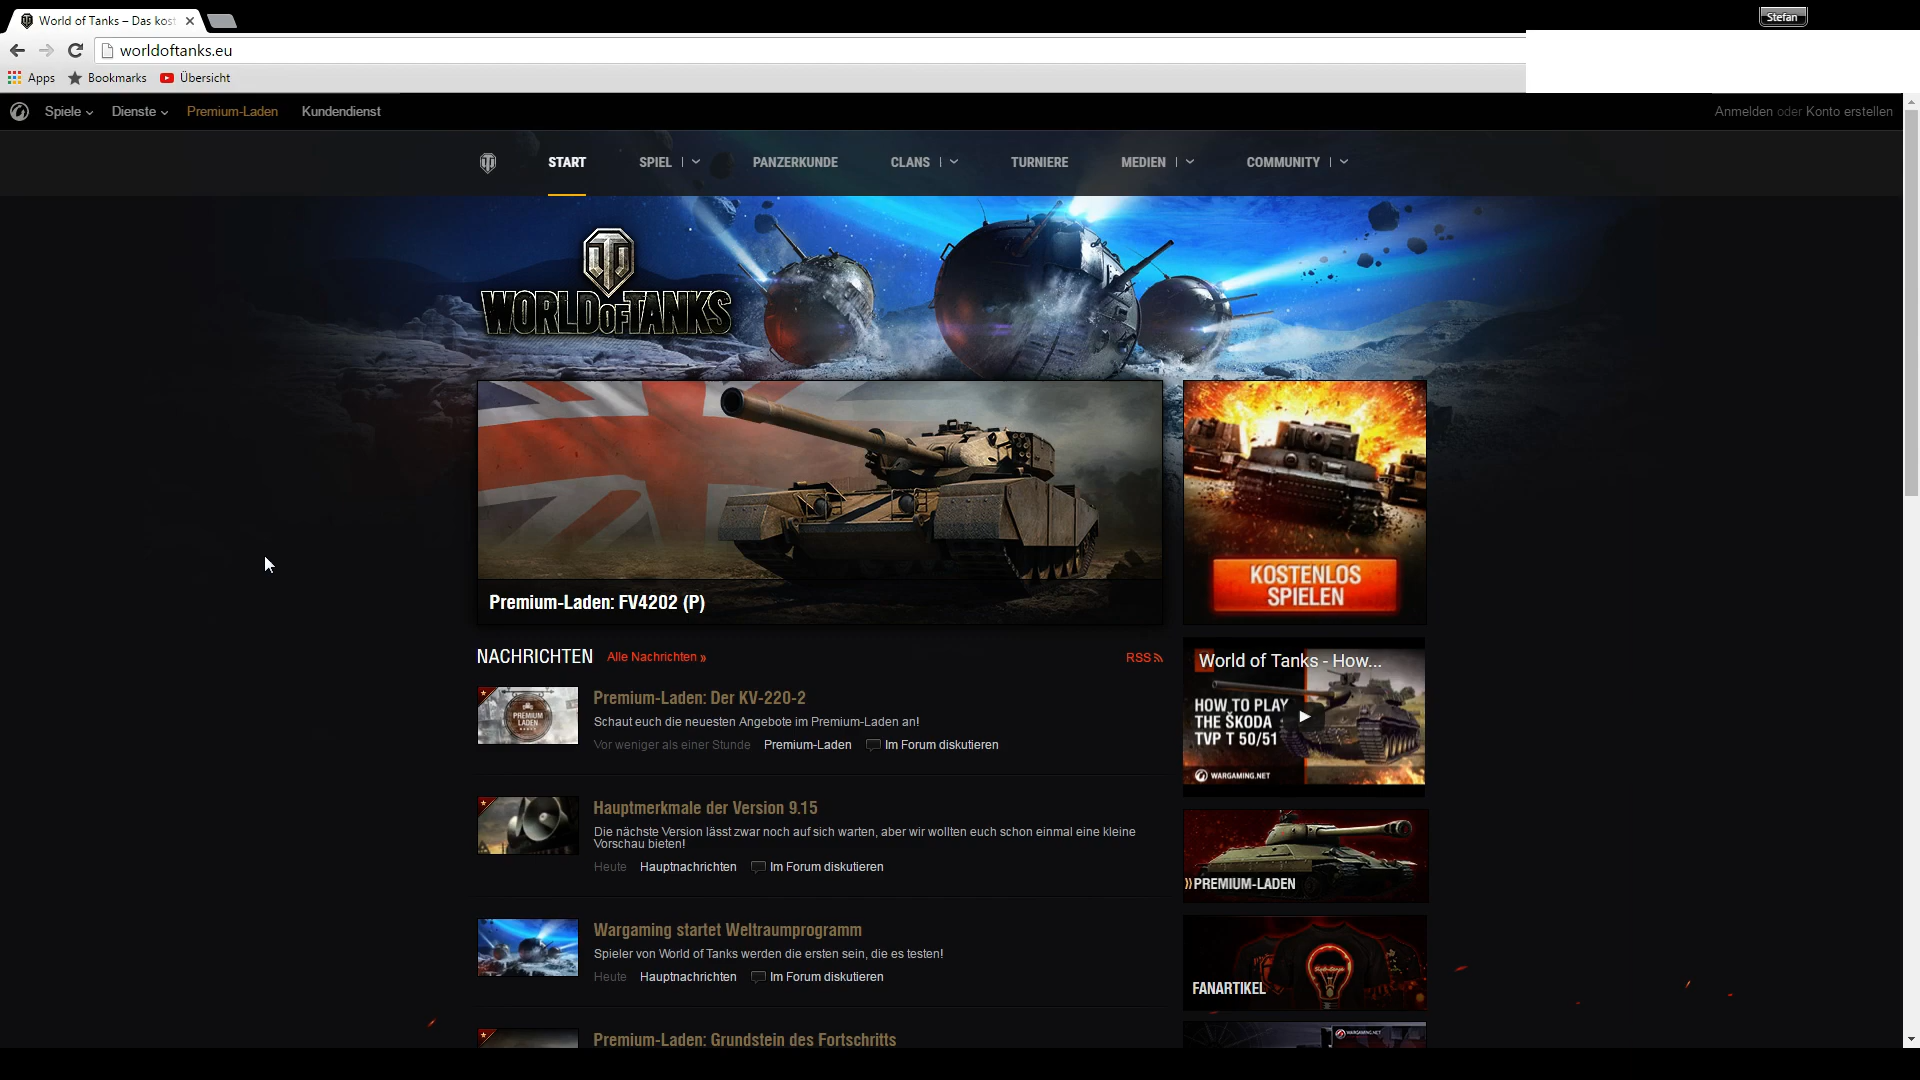 World of Tanks – Das kost
Stefan
worldoftanks.eu
Apps Bookmarks Übersicht
Spiele Dienste Premium-Laden Kundendienst
Anmelden oder Konto erstellen
START SPIEL PANZERKUNDE CLANS TURNIERE MEDIEN COMMUNITY
WORLD OF TANKS
Premium-Laden: FV4202 (P)
KOSTENLOS
SPIELEN
NACHRICHTEN Alle Nachrichten »
RSS
PREMIUM
LADEN
Premium-Laden: Der KV-220-2
Schaut euch die neuesten Angebote im Premium-Laden an!
Vor weniger als einer Stunde Premium-Laden Im Forum diskutieren
World of Tanks - How...
HOW TO PLAY
THE ŠKODA
TVP T 50/51
WARGAMING.NET
Hauptmerkmale der Version 9.15
Die nächste Version lässt zwar noch auf sich warten, aber wir wollten euch schon einmal eine kleine
Vorschau bieten!
Heute Hauptnachrichten Im Forum diskutieren
»PREMIUM-LADEN
Wargaming startet Weltraumprogramm
Spieler von World of Tanks werden die ersten sein, die es testen!
Heute Hauptnachrichten Im Forum diskutieren
FANARTIKEL
Premium-Laden: Grundstein des Fortschritts
WARGAMING.NET